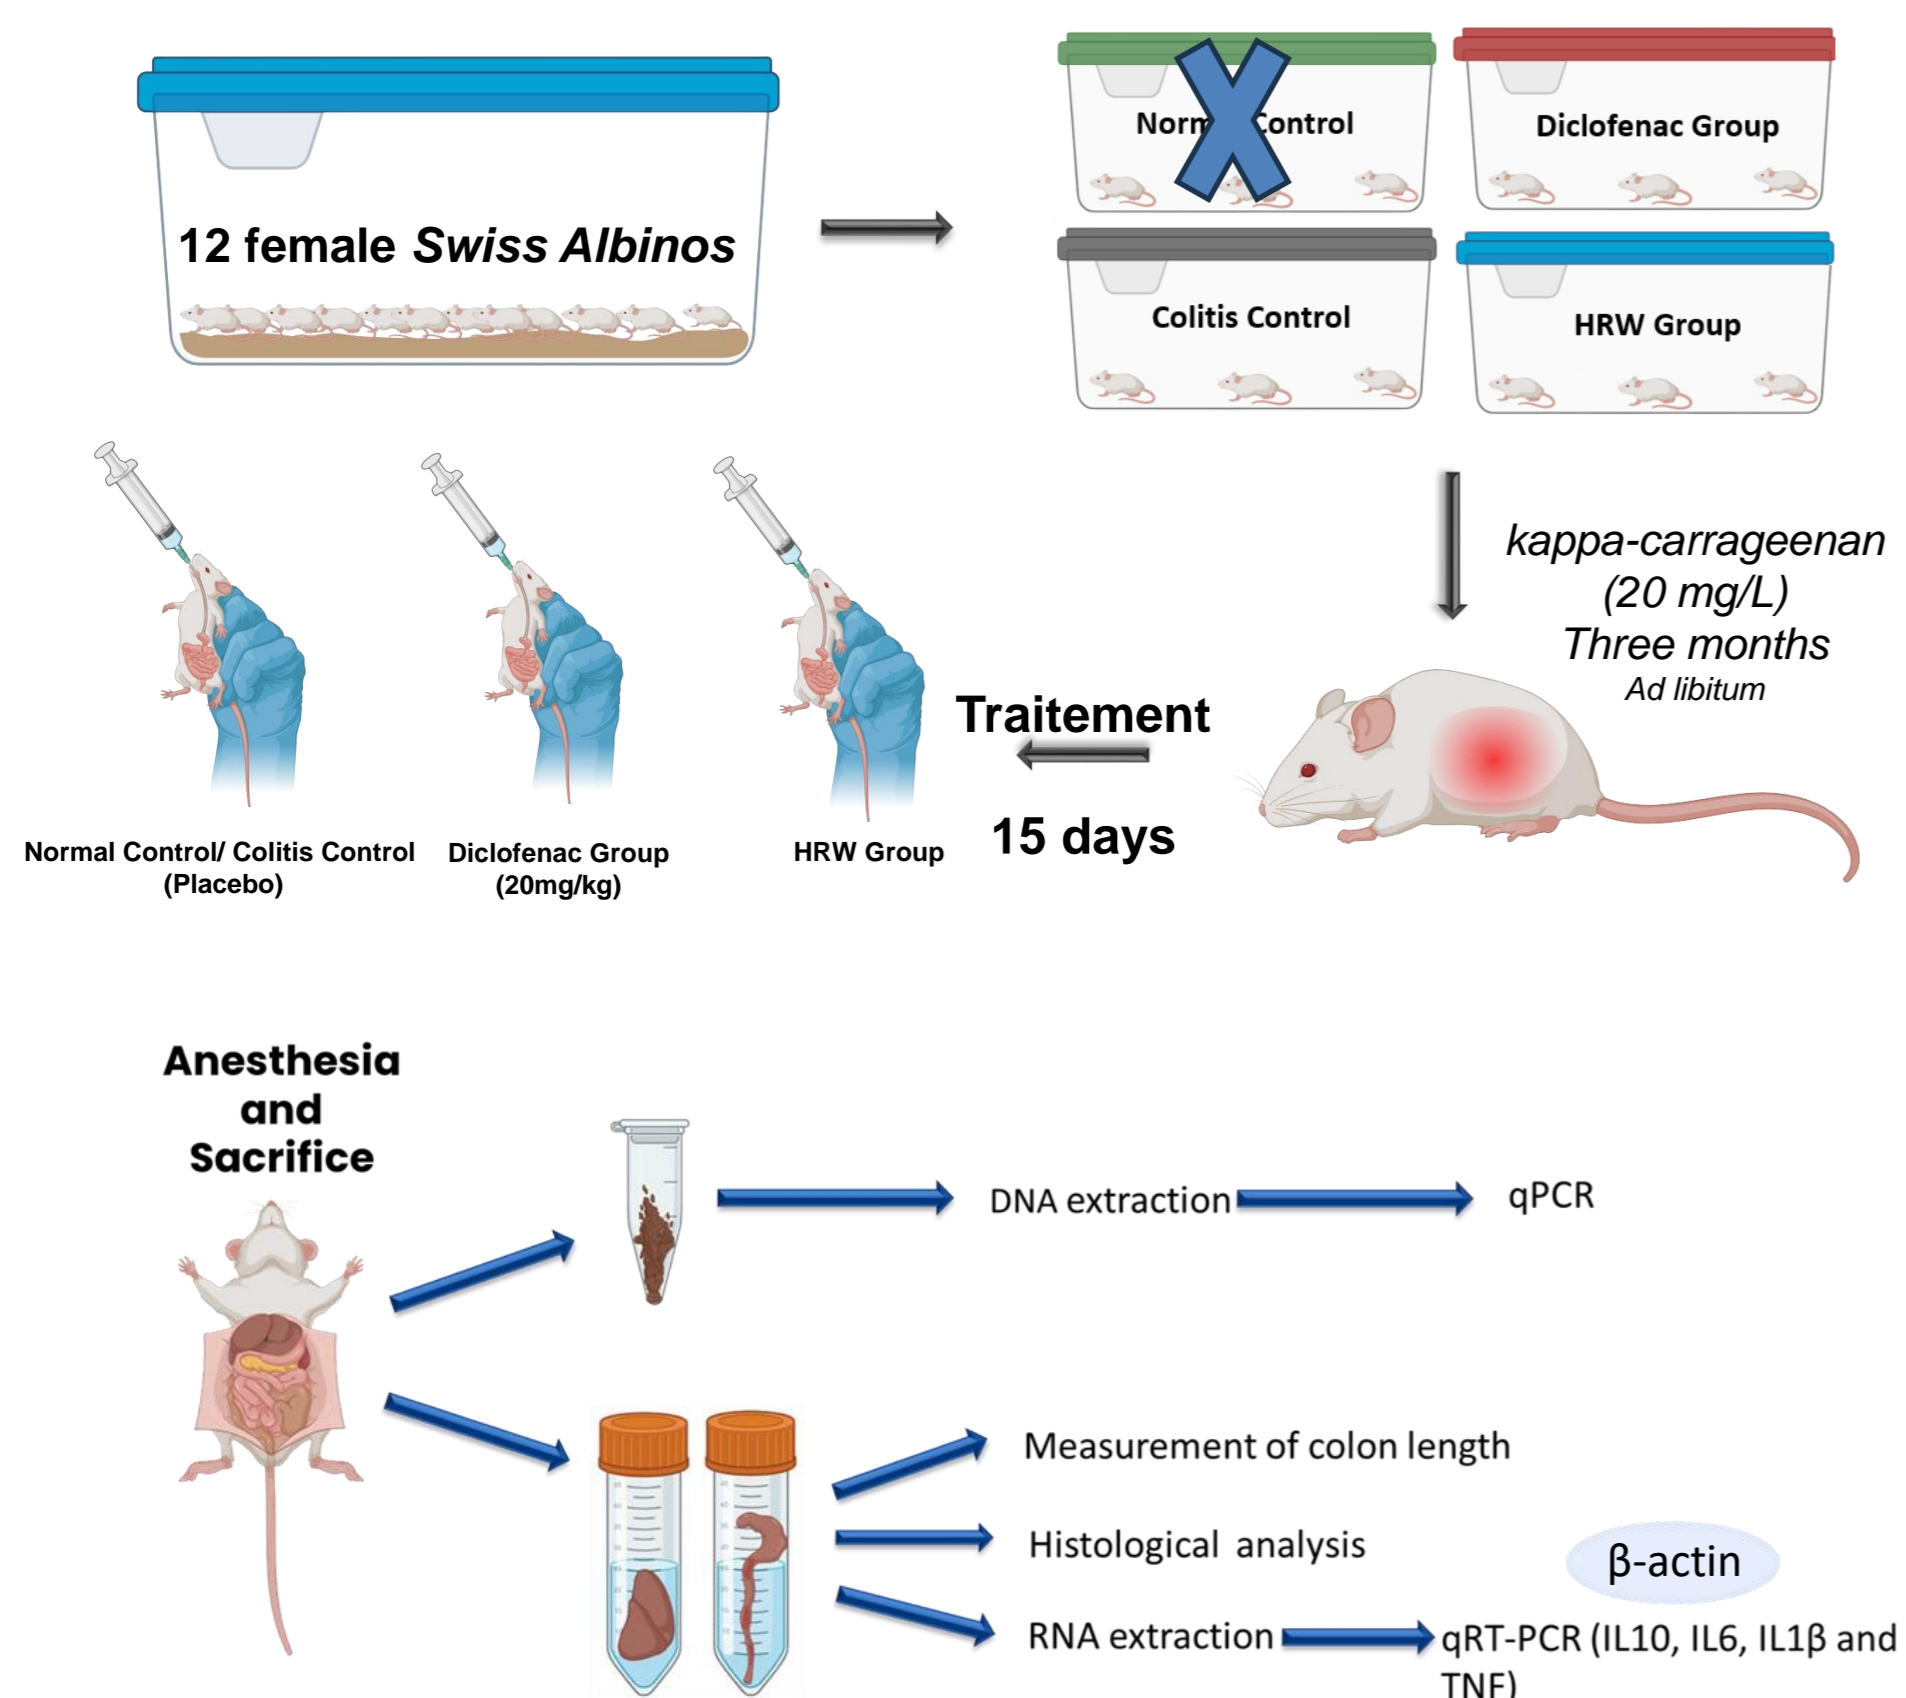 12 female Swiss Albinos
Control
Diclofenac Group
Colitis Control
HRW Group
kappa-carrageenan
(20 mg/L)
Three months
Ad libitum
Traitement
15 days
Normal Control/ Colitis Control
(Placebo)
Diclofenac Group
(20mg/kg)
HRW Group
Anesthesia
and
Sacrifice
DNA extraction
qPCR
Measurement of colon length
Histological analysis
β-actin
RNA extraction
qRT-PCR (IL10, IL6, IL1β and
TNF)